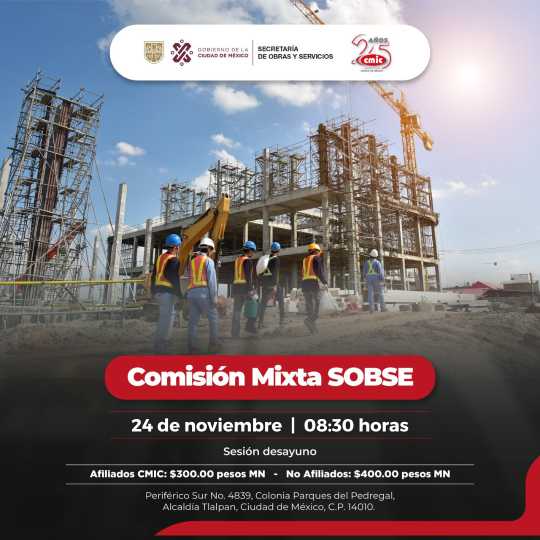 GOBIERNO DE LA
CIUDAD DE MÉXICO
SECRETARÍA
DE OBRAS Y SERVICIOS
AÑOS
25
cmic
Comisión Mixta SOBSE
24 de noviembre | 08:30 horas
Sesión desayuno
Afiliados CMIC: $300.00 pesos MN - No Afiliados: $400.00 pesos MN
Periférico Sur No. 4839, Colonia Parques del Pedregal,
Alcaldía Tlalpan, Ciudad de México, C.P. 14010.